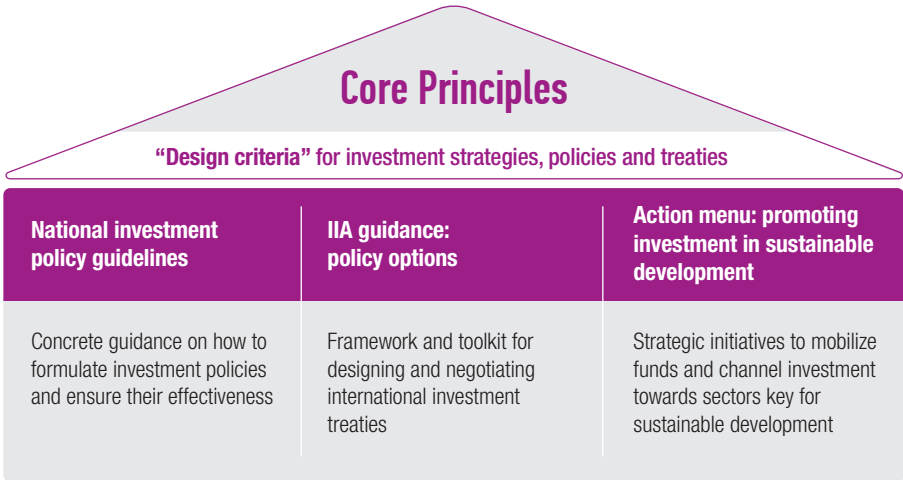 Core Principles
“Design criteria” for investment strategies, policies and treaties
National investment
policy guidelines
IIA guidance:
policy options
Action menu: promoting
investment in sustainable
development
Concrete guidance on how to
formulate investment policies
and ensure their effectiveness
Framework and toolkit for
designing and negotiating
international investment
treaties
Strategic initiatives to mobilize
funds and channel investment
towards sectors key for
sustainable development